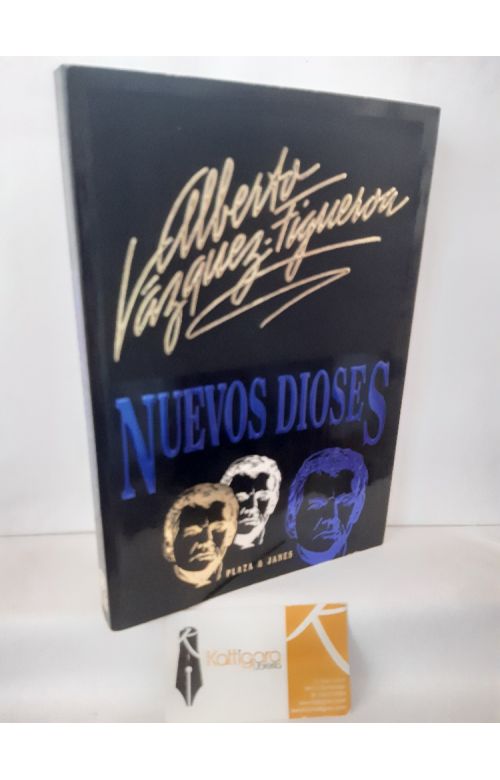 Alberto
Vázquez-Figueroa
NUEVOS DIOSES
PLAZA & JANES
Kattigara